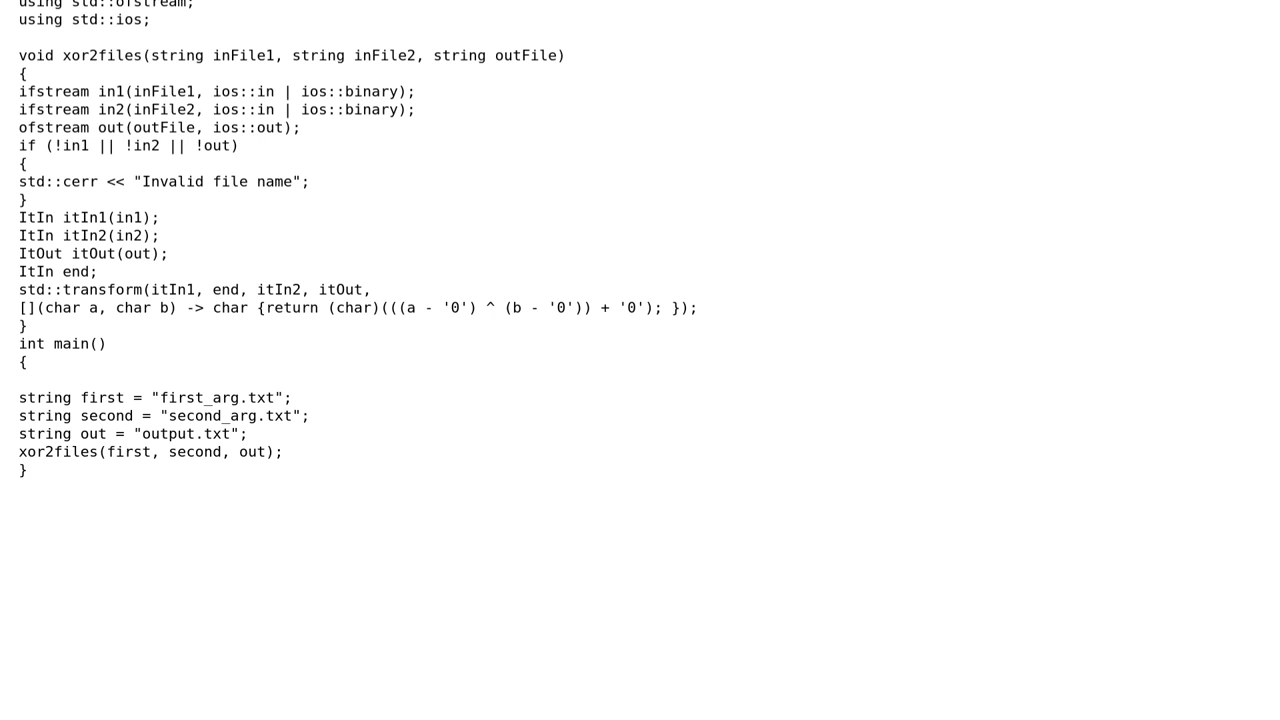 using std::ofstream;
using std::ios;
void xor2files(string inFile1, string inFile2, string outFile)
{
ifstream in1(inFile1, ios::in | ios::binary);
ifstream in2(inFile2, ios::in | ios::binary);
ofstream out(outFile, ios::out);
if (!in1 || !in2 || !out)
{
std::cerr << "Invalid file name";
}
ItIn itIn1(in1);
ItIn itIn2(in2);
ItOut itOut(out);
ItIn end;
std::transform(itIn1, end, itIn2, itOut,
[](char a, char b) -> char {return (char)(((a - '0') ^ (b - '0')) + '0'); });
}
int main()
{
string first = "first_arg.txt";
string second = "second_arg.txt";
string out = "output.txt";
xor2files(first, second, out);
}